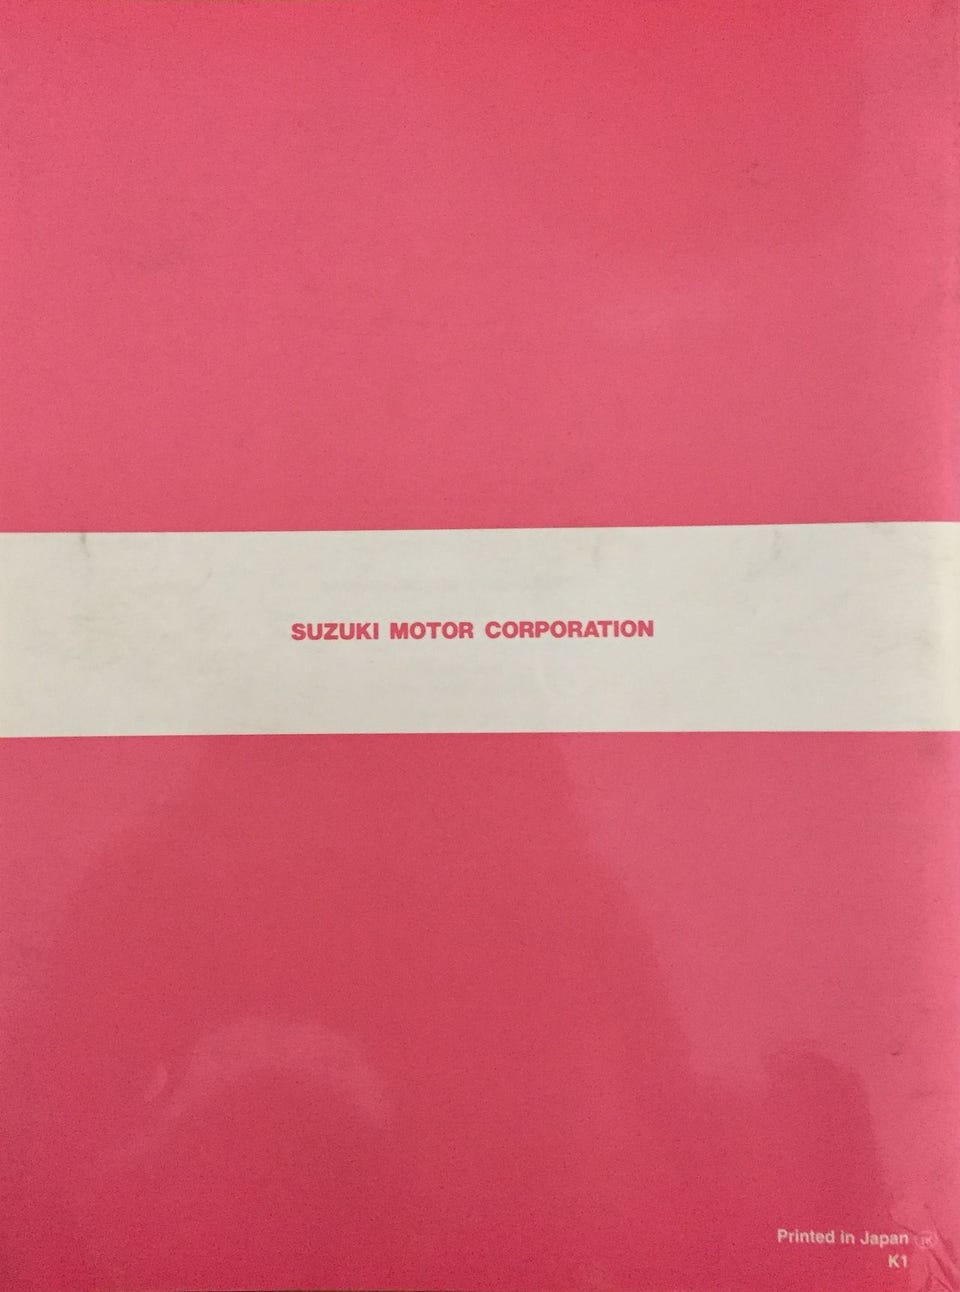 SUZUKI MOTOR CORPORATION
Printed in Japan
K1